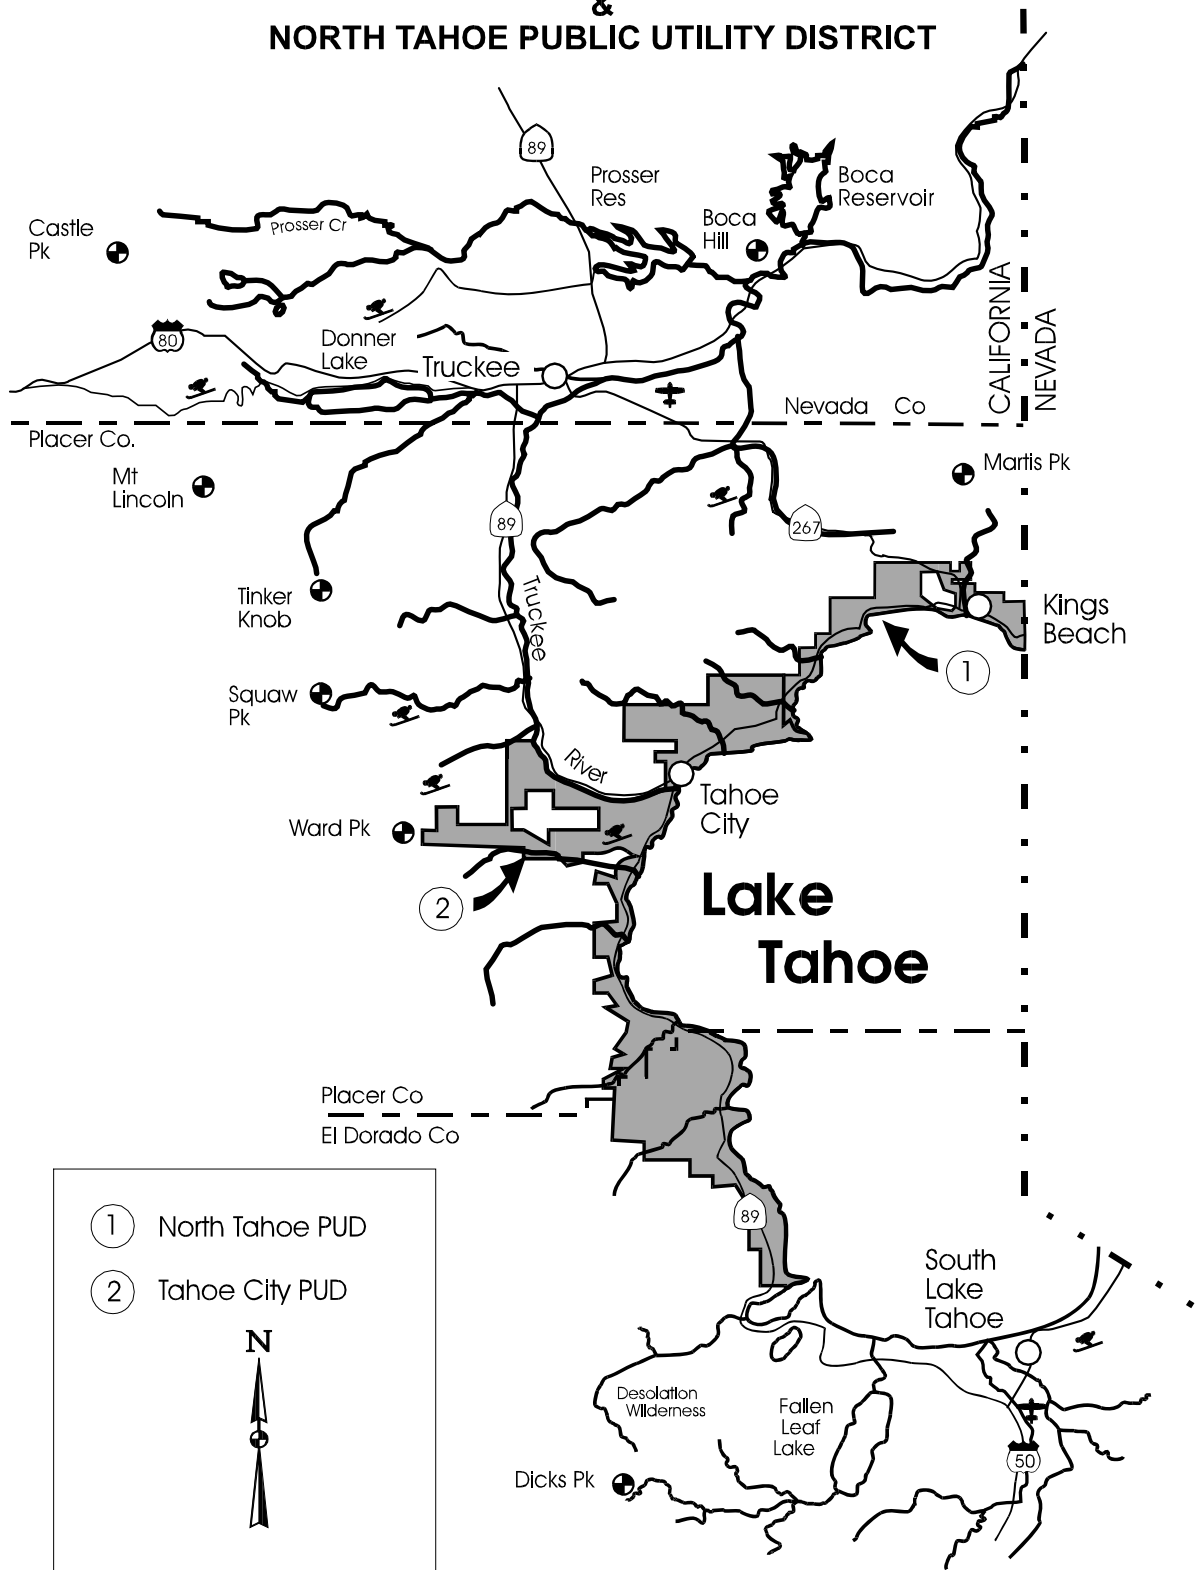 &
NORTH TAHOE PUBLIC UTILITY DISTRICT
89
Prosser
Res
Boca
Reservoir
Boca
Hill
Castle
Pk
Prosser Cr
CALIFORNIA
NEVADA
80
Donner
Lake
Truckee
Nevada Co
Placer Co.
Mt
Lincoln
Martis Pk
89
267
Tinker
Knob
Truckee
Kings
Beach
1
Squaw
Pk
River
Tahoe
City
Ward Pk
2
Lake
Tahoe
Placer Co
El Dorado Co
89
1 North Tahoe PUD
2 Tahoe City PUD
N
South
Lake
Tahoe
Desolation
Wilderness
Fallen
Leaf
Lake
50
Dicks Pk